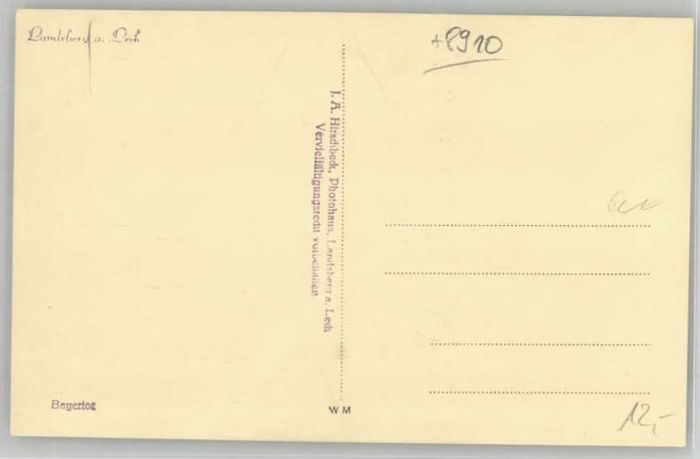 Landsberg a. Lech
+8910
J. A. Hirschbeck, Photohaus, Landsberg a. Lech
Vervielfältigungsrecht vorbehalten
Bayertor
WM
12,-